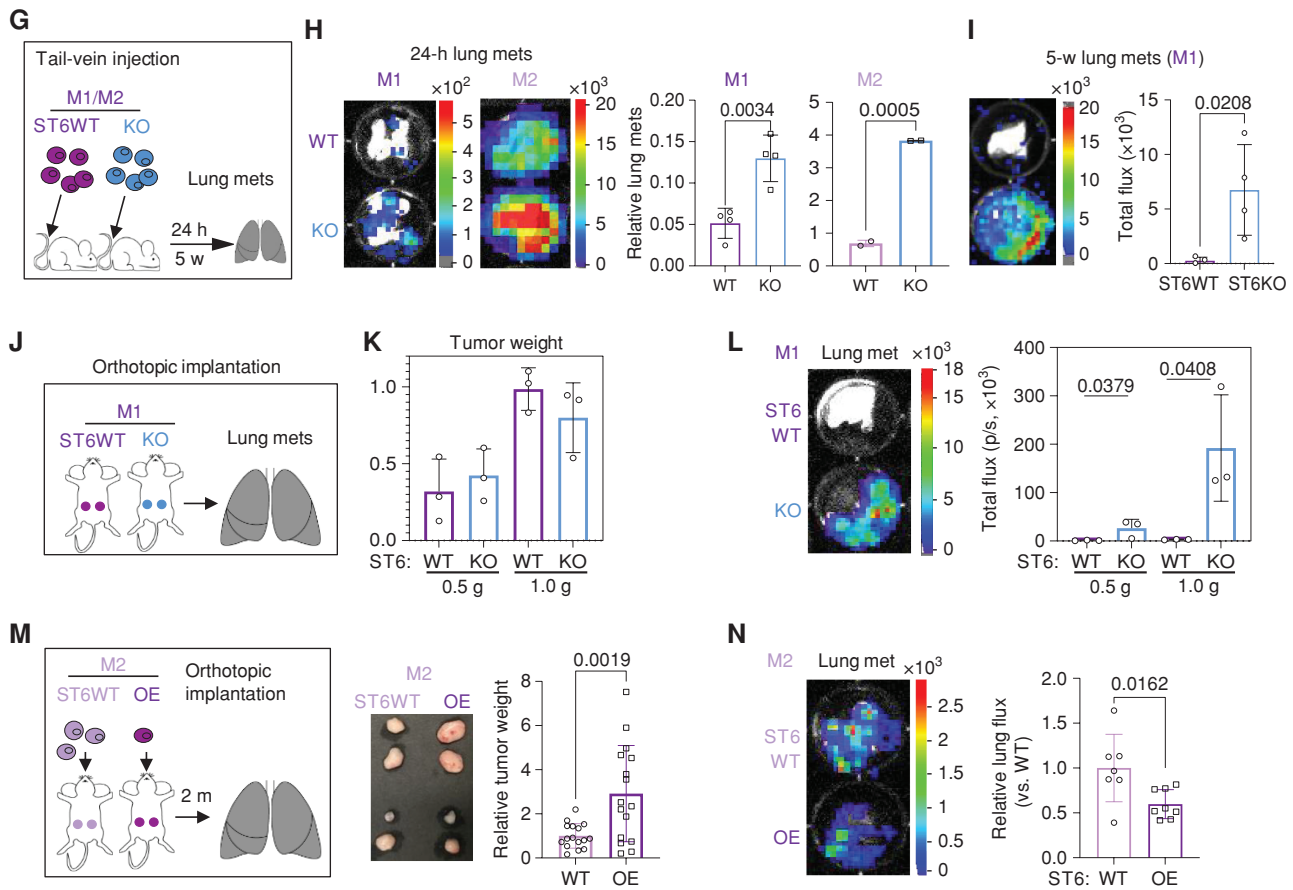 G
Tail-vein injection
M1/M2
ST6WT KO
Lung mets
24 h
5 w
H
24-h lung mets
M1 M2
×10² ×10³
WT
KO
5
4
3
2
1
0
20
15
10
5
0
M1
Relative lung mets
0.20
0.15
0.10
0.05
0.00
0.0034
WT KO
M2
5
4
3
2
1
0
0.0005
WT KO
I
5-w lung mets (M1)
×10³
20
18
16
14
12
10
8
6
4
2
0
Total flux (×10³)
15
10
5
0
0.0208
ST6WT ST6KO
J
Orthotopic implantation
M1
ST6WT KO
Lung mets
K
Tumor weight
1.0
0.5
0.0
ST6: WT KO WT KO
0.5 g 1.0 g
L
M1 Lung met
×10³
ST6
WT
KO
18
15
10
5
0
Total flux (p/s, ×10³)
400
300
200
100
0
0.0379
0.0408
ST6: WT KO WT KO
0.5 g 1.0 g
M
M2
ST6WT OE
Orthotopic
implantation
2 m
M2
ST6WT OE
Relative tumor weight
8
6
4
2
0
0.0019
WT OE
N
M2 Lung met
×10³
ST6
WT
OE
2.5
2.0
1.5
1.0
0.5
0
Relative lung flux
(vs. WT)
2.0
1.5
1.0
0.5
0.0
0.0162
ST6: WT OE